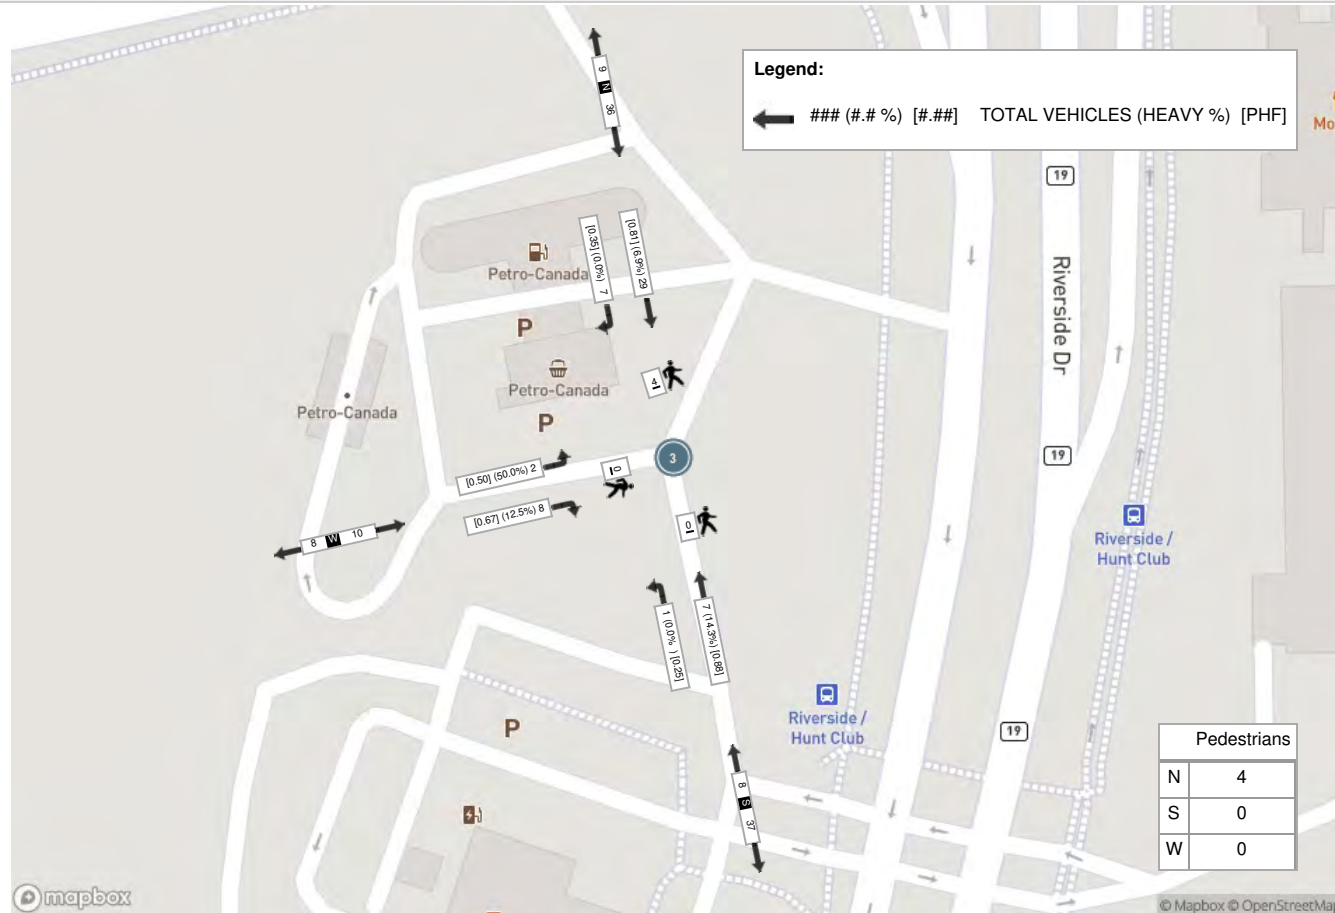 Legend:
### (#.# %) [#.##] TOTAL VEHICLES (HEAVY %) [PHF]
Mo
9 N 36
19
[0.35] (0.0%) 7
[0.81] (6.9%) 29
Petro-Canada
Riverside Dr
P
Petro-Canada
4
Petro-Canada
P
19
3
[0.50] (50.0%) 2
0
[0.67] (12.5%) 8
0
8 W 10
Riverside /
Hunt Club
1 (0.0% ) [0.25]
7 (14.3%) [0.88]
Riverside /
Hunt Club
P
19
8 S 37
Pedestrians
N 4
S 0
W 0
mapbox
© Mapbox © OpenStreetMap